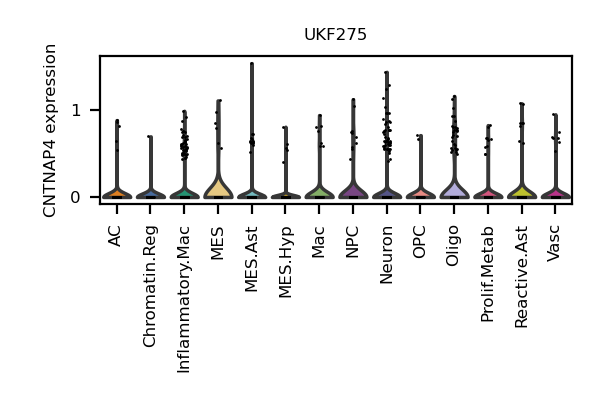 UKF275
CNTNAP4 expression
1
0
AC
Chromatin.Reg
Inflammatory.Mac
MES
MES.Ast
MES.Hyp
Mac
NPC
Neuron
OPC
Oligo
Prolif.Metab
Reactive.Ast
Vasc